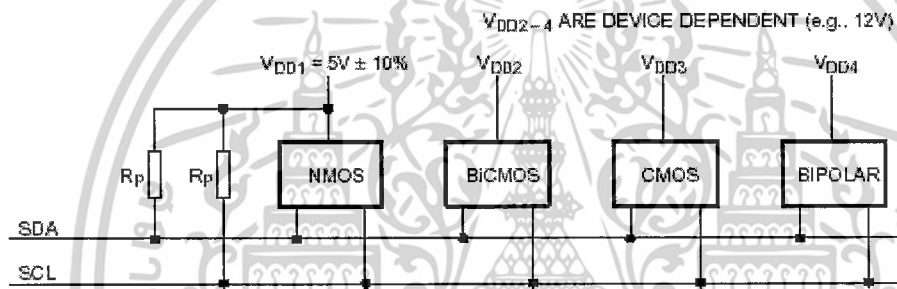 V_DD2–4 ARE DEVICE DEPENDENT (e.g., 12V)
V_DD1 = 5V ± 10%
V_DD2
V_DD3
V_DD4
Rp
Rp
NMOS
BiCMOS
CMOS
BIPOLAR
SDA
SCL